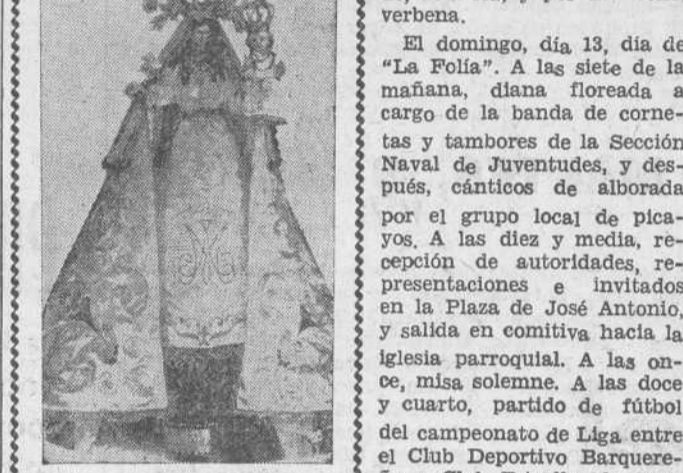 verbena.
El domingo, día 13, día de
“La Folía”. A las siete de la
mañana, diana floreada a
cargo de la banda de corne-
tas y tambores de la Sección
Naval de Juventudes, y des-
pués, cánticos de alborada
por el grupo local de pica-
yos. A las diez y media, re-
cepción de autoridades, re-
presentaciones e invitados
en la Plaza de José Antonio,
y salida en comitiva hacia la
iglesia parroquial. A las on-
ce, misa solemne. A las doce
y cuarto, partido de fútbol
del campeonato de Liga entre
el Club Deportivo Barquere-